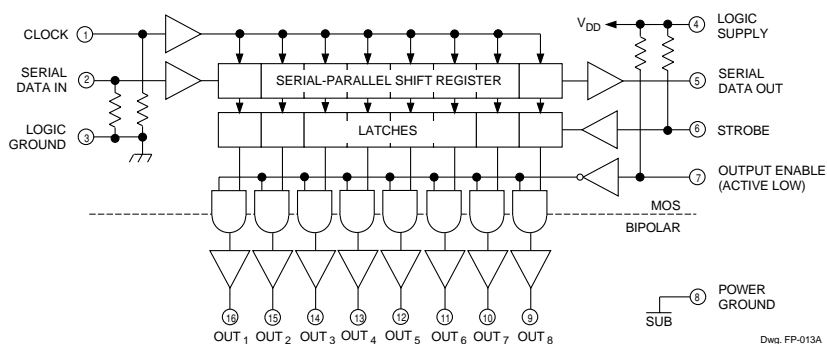 CLOCK 1
SERIAL
DATA IN 2
LOGIC
GROUND 3
SERIAL-PARALLEL SHIFT REGISTER
LATCHES
VDD
4 LOGIC
SUPPLY
5 SERIAL
DATA OUT
6 STROBE
7 OUTPUT ENABLE
(ACTIVE LOW)
MOS
BIPOLAR
8 POWER
GROUND
SUB
16 15 14 13 12 11 10 9
OUT1 OUT2 OUT3 OUT4 OUT5 OUT6 OUT7 OUT8
Dwg. FP-013A